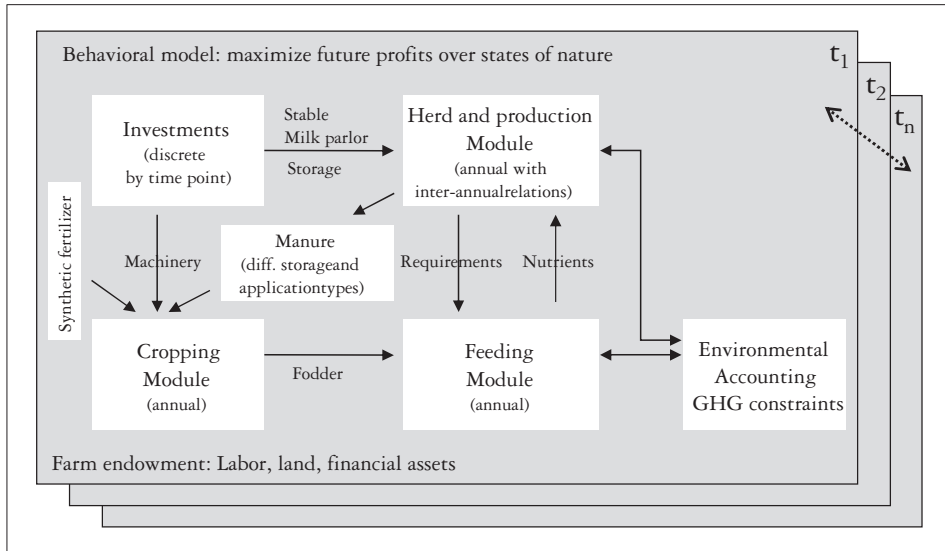 Behavioral model: maximize future profits over states of nature
t1
t2
tn
Investments
(discrete
by time point)
Stable
Milk parlor
Storage
Herd and production
Module
(annual with
inter-annualrelations)
Synthetic fertilizer
Machinery
Manure
(diff. storageand
applicationtypes)
Requirements
Nutrients
Cropping
Module
(annual)
Fodder
Feeding
Module
(annual)
Environmental
Accounting
GHG constraints
Farm endowment: Labor, land, financial assets